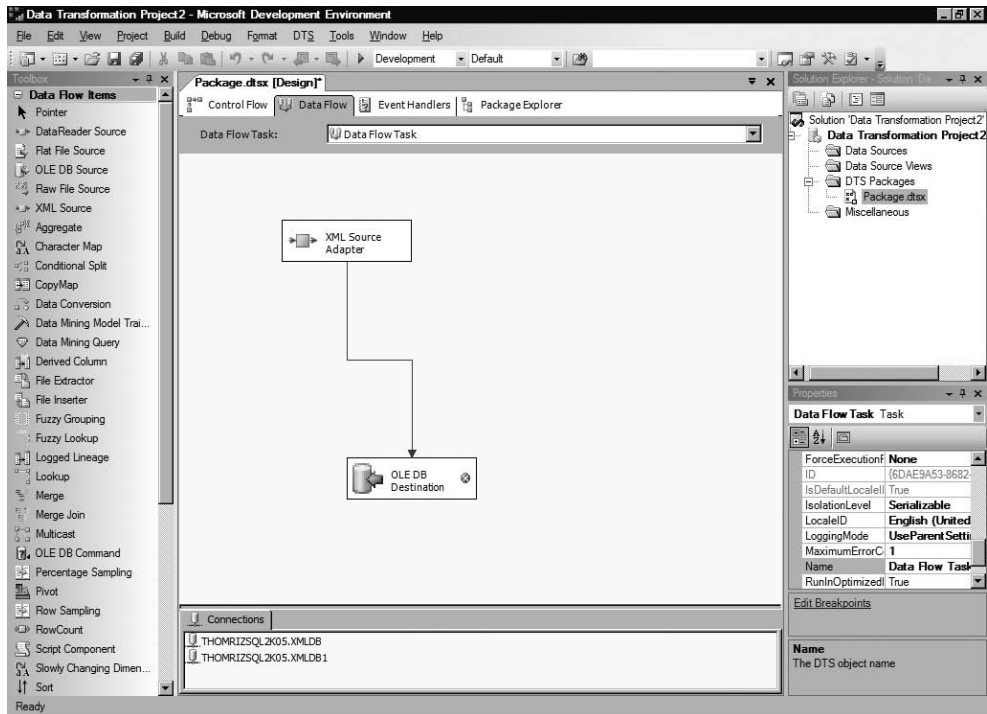 Data Transformation Project2 - Microsoft Development Environment
File Edit View Project Build Debug Format DTS Tools Window Help
Development Default
Toolbox
Data Flow Items
Pointer
DataReader Source
Flat File Source
OLE DB Source
Raw File Source
XML Source
Aggregate
Character Map
Conditional Split
CopyMap
Data Conversion
Data Mining Model Trai...
Data Mining Query
Derived Column
File Extractor
File Inserter
Fuzzy Grouping
Fuzzy Lookup
Logged Lineage
Lookup
Merge
Merge Join
Multicast
OLE DB Command
Percentage Sampling
Pivot
Row Sampling
RowCount
Script Component
Slowly Changing Dimen...
Sort
Package.dtsx [Design]*
Control Flow Data Flow Event Handlers Package Explorer
Data Flow Task: Data Flow Task
XML Source
Adapter
OLE DB
Destination
Connections
THOMRIZSQL2K05.XMLDB
THOMRIZSQL2K05.XMLDB1
Solution Explorer - Solution 'Da...
Solution 'Data Transformation Project2'
Data Transformation Project2
Data Sources
Data Source Views
DTS Packages
Package.dtsx
Miscellaneous
Properties
Data Flow Task Task
ForceExecutionR None
ID {6DAE9A53-8682-
IsDefaultLocaleII True
IsolationLevel Serializable
LocaleID English (United
LoggingMode UseParentSetti
MaximumErrorC 1
Name Data Flow Task
RunInOptimizedI True
Edit Breakpoints
Name
The DTS object name
Ready